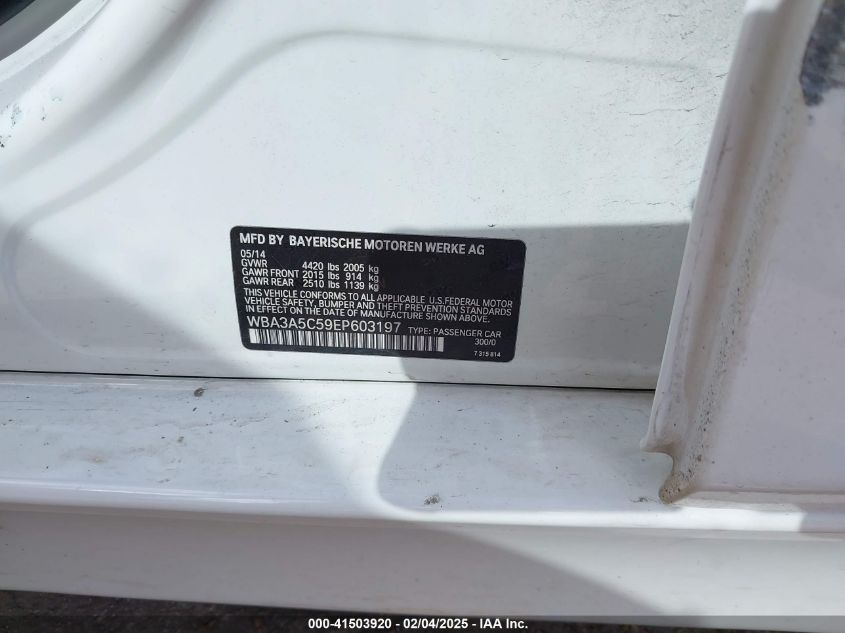 MFD BY BAYERISCHE MOTOREN WERKE AG
05/14
GVWR 4420 lbs 2005 kg
GAWR FRONT 2015 lbs 914 kg
GAWR REAR 2510 lbs 1139 kg
THIS VEHICLE CONFORMS TO ALL APPLICABLE U.S.FEDERAL MOTOR
VEHICLE SAFETY, BUMPER AND THEFT PREVENTION STANDARDS
IN EFFECT ON THE DATE OF MANUFACTURE SHOWN ABOVE.
WBA3A5C59EP603197 TYPE: PASSENGER CAR
300/0
7 315 814
000-41503920 - 02/04/2025 - IAA Inc.